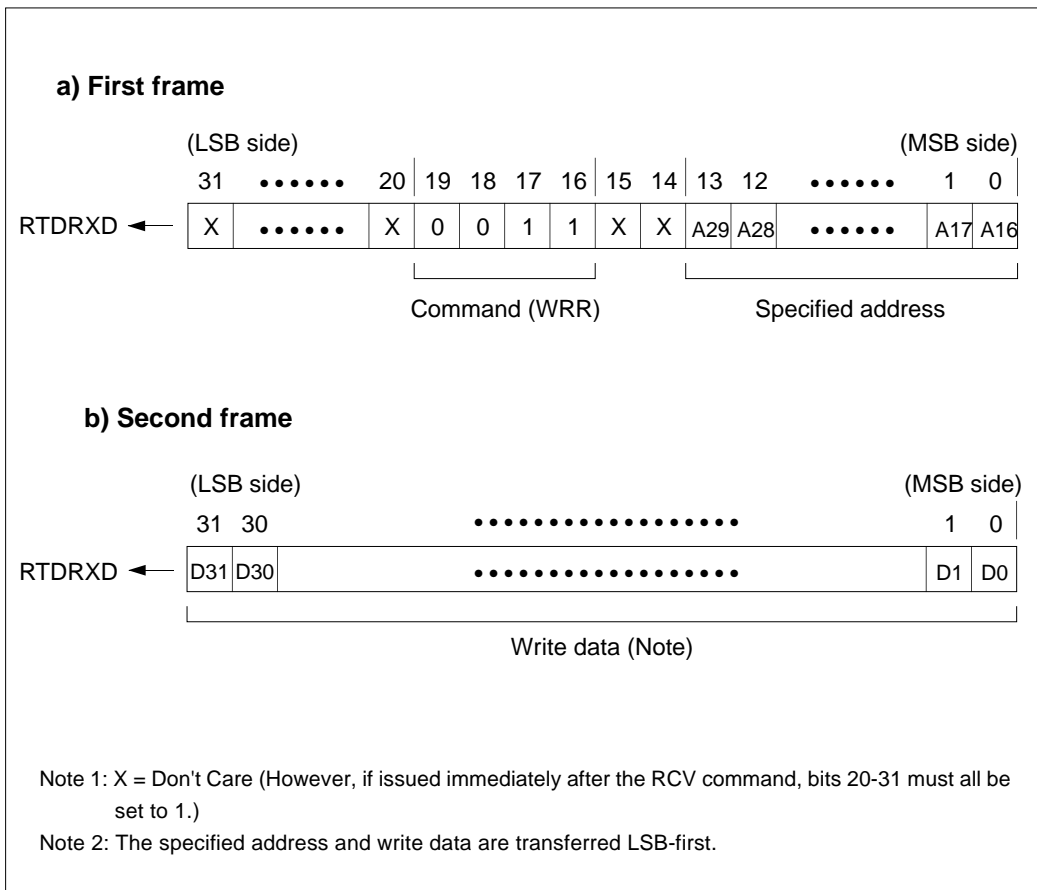 a) First frame
(LSB side) (MSB side)
31 •••••• 20 19 18 17 16 15 14 13 12 •••••• 1 0
RTDRXD X •••••• X 0 0 1 1 X X A29 A28 •••••• A17 A16
Command (WRR) Specified address
b) Second frame
(LSB side) (MSB side)
31 30 •••••••••••••••••• 1 0
RTDRXD D31 D30 •••••••••••••••••• D1 D0
Write data (Note)
Note 1: X = Don't Care (However, if issued immediately after the RCV command, bits 20-31 must all be
set to 1.)
Note 2: The specified address and write data are transferred LSB-first.